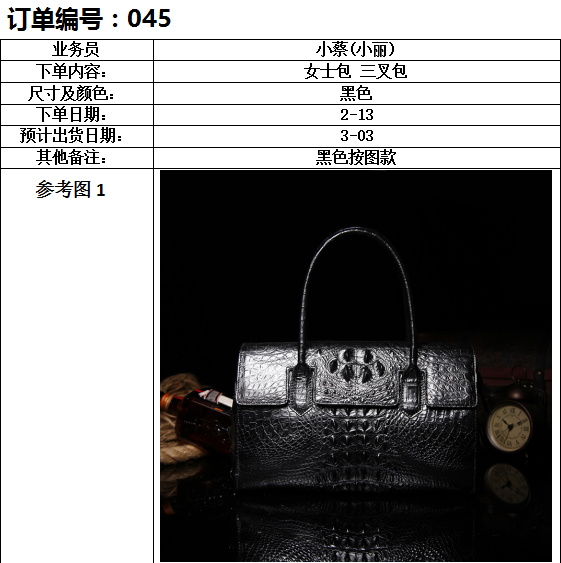 订单编号：045
业务员 小蔡(小丽)
下单内容: 女士包 三叉包
尺寸及颜色: 黑色
下单日期: 2-13
预计出货日期: 3-03
其他备注: 黑色按图款
参考图 1